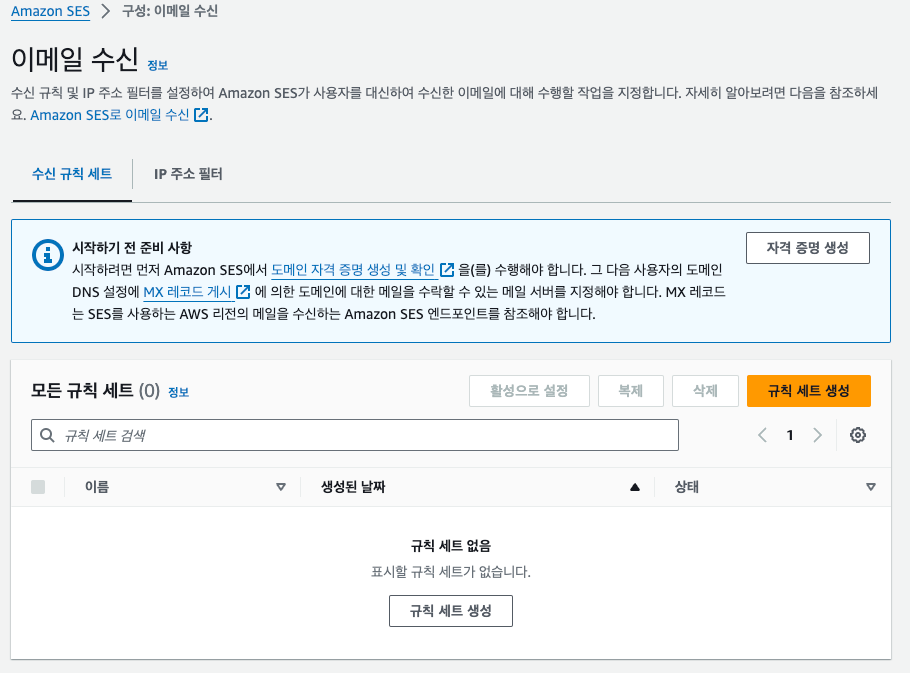 Amazon SES > 구성: 이메일 수신
이메일 수신 정보
수신 규칙 및 IP 주소 필터를 설정하여 Amazon SES가 사용자를 대신하여 수신한 이메일에 대해 수행할 작업을 지정합니다. 자세히 알아보려면 다음을 참조하세
요. Amazon SES로 이메일 수신.
수신 규칙 세트 IP 주소 필터
시작하기 전 준비 사항 자격 증명 생성
시작하려면 먼저 Amazon SES에서 도메인 자격 증명 생성 및 확인 을(를) 수행해야 합니다. 그 다음 사용자의 도메인
DNS 설정에 MX 레코드 게시 에 의한 도메인에 대한 메일을 수락할 수 있는 메일 서버를 지정해야 합니다. MX 레코드
는 SES를 사용하는 AWS 리전의 메일을 수신하는 Amazon SES 엔드포인트를 참조해야 합니다.
모든 규칙 세트 (0) 정보 활성으로 설정 복제 삭제 규칙 세트 생성
규칙 세트 검색 1
이름 생성된 날짜 상태
규칙 세트 없음
표시할 규칙 세트가 없습니다.
규칙 세트 생성